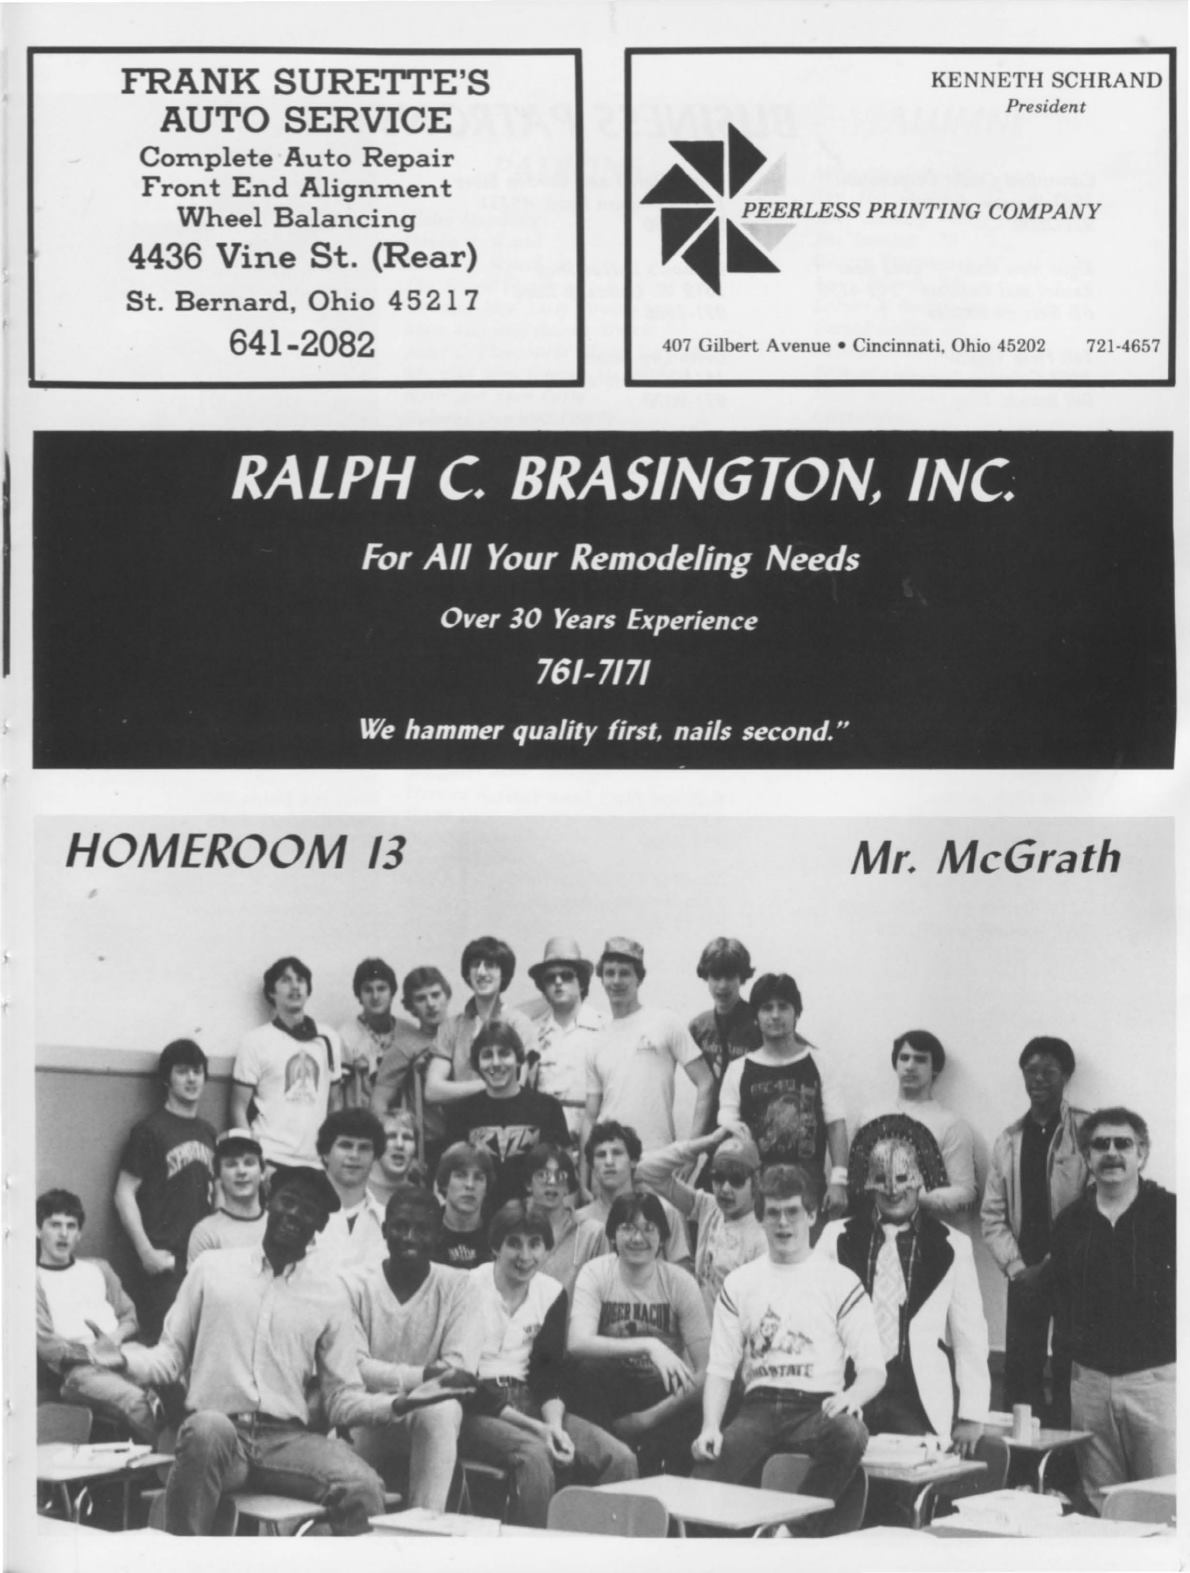 FRANK SURETTE'S
AUTO SERVICE
Complete Auto Repair
Front End Alignment
Wheel Balancing
4436 Vine St. (Rear)
St. Bernard, Ohio 45217
641-2082
KENNETH SCHRAND
President
PEERLESS PRINTING COMPANY
407 Gilbert Avenue • Cincinnati, Ohio 45202 721-4657
RALPH C. BRASINGTON, INC.
For All Your Remodeling Needs
Over 30 Years Experience
761-7171
We hammer quality first, nails second."
HOMEROOM 13
Mr. McGrath
ROGER BACON
STATE